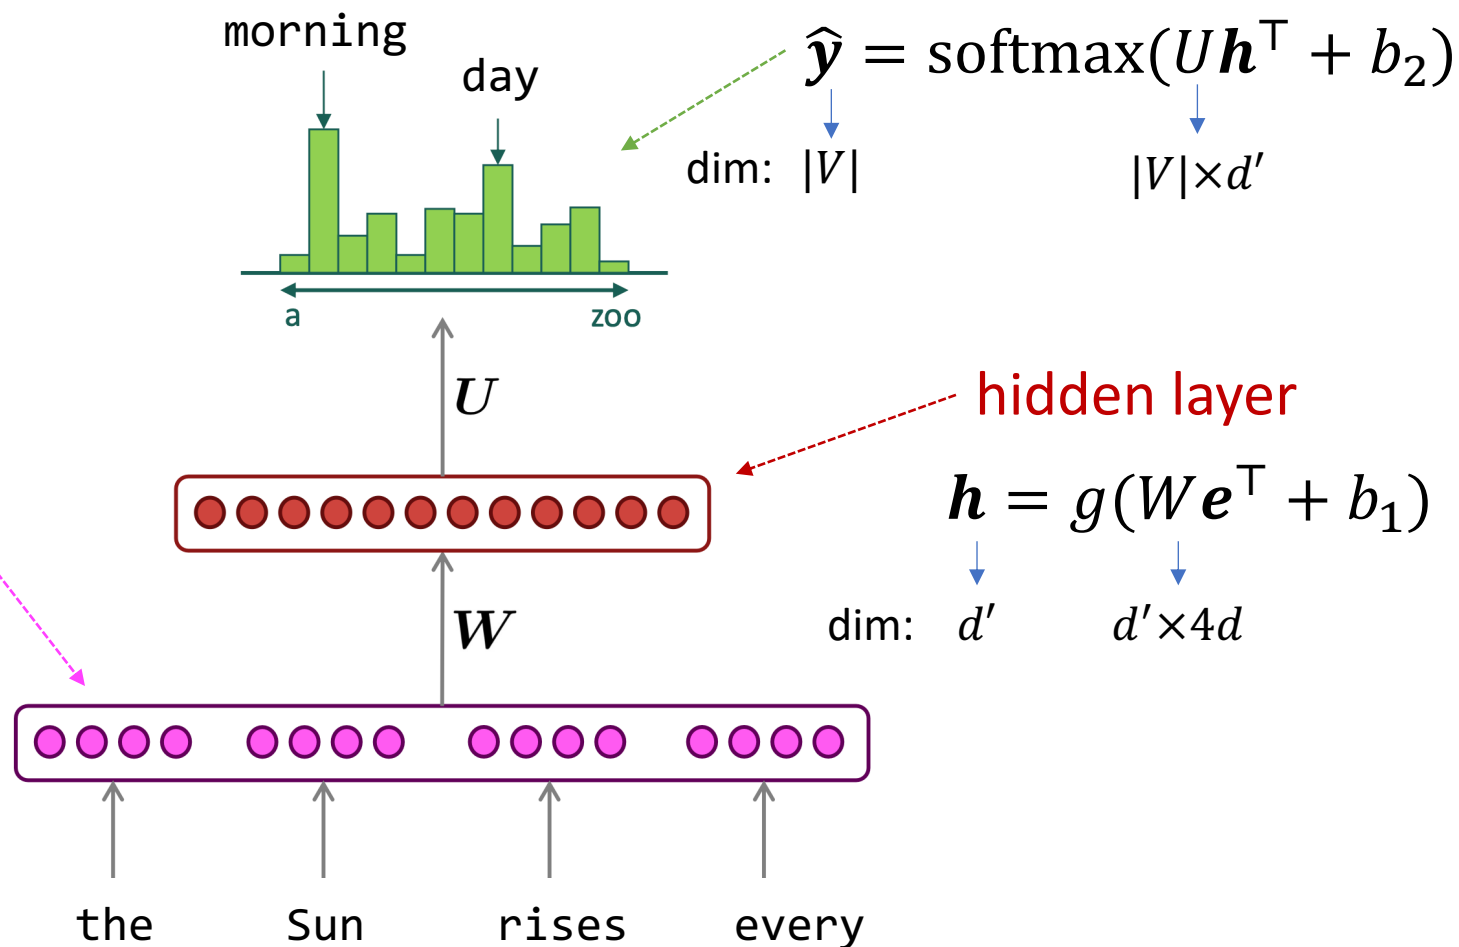 morning
day
ŷ = softmax(Uh⊤ + b₂)
dim: |V|
|V|×d′
a
zoo
U
hidden layer
h = g(We⊤ + b₁)
W
dim: d′
d′×4d
the
Sun
rises
every